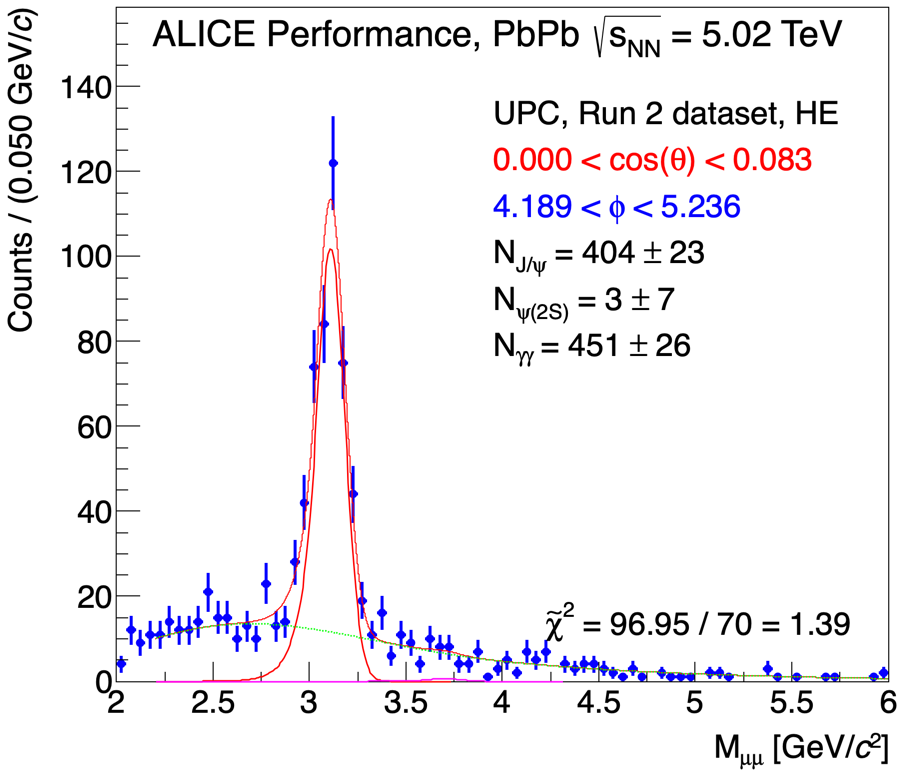 ALICE Performance, PbPb √sNN = 5.02 TeV
UPC, Run 2 dataset, HE
0.000 < cos(θ) < 0.083
4.189 < ϕ < 5.236
NJ/ψ = 404 ± 23
Nψ(2S) = 3 ± 7
Nγγ = 451 ± 26
χ̃² = 96.95 / 70 = 1.39
Counts / (0.050 GeV/c)
140
120
100
80
60
40
20
0
2 2.5 3 3.5 4 4.5 5 5.5 6
Mμμ [GeV/c²]